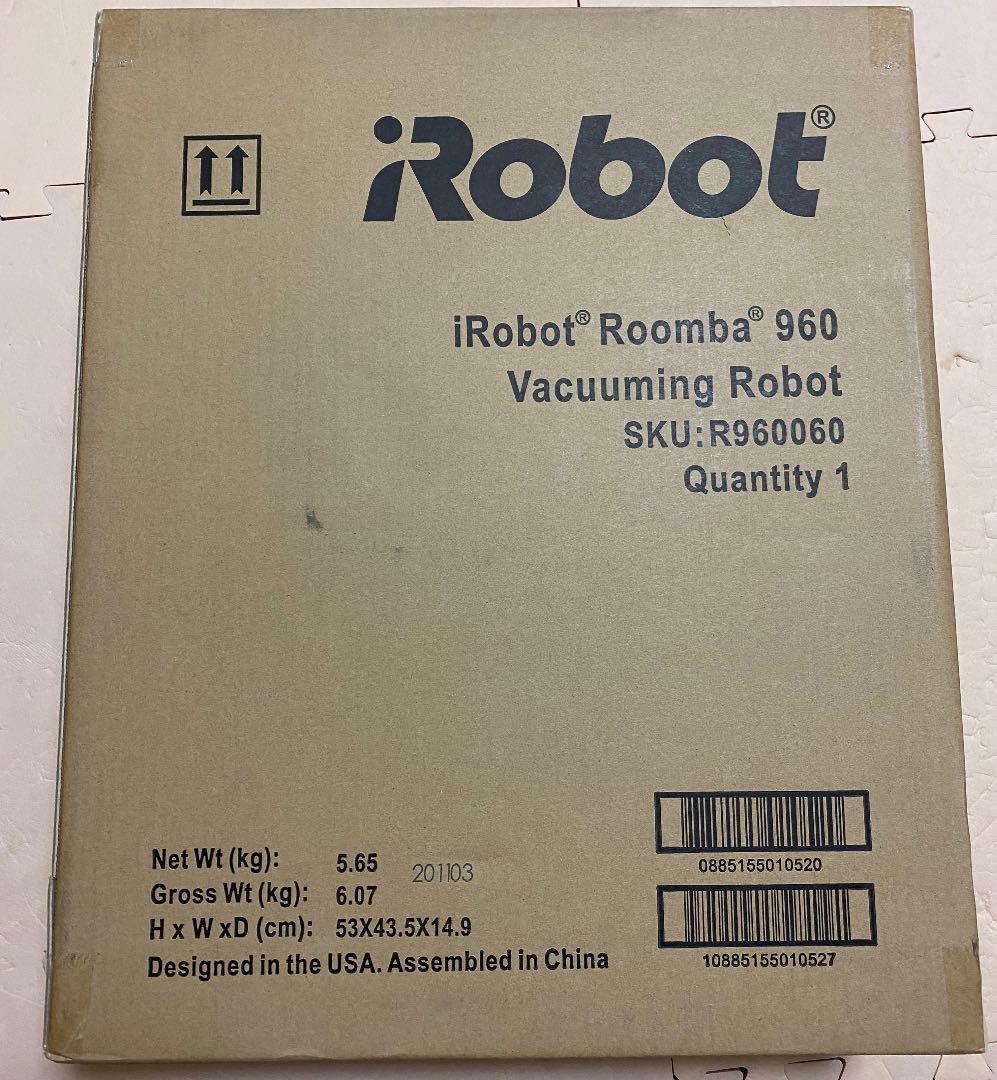 iRobot®
iRobot® Roomba® 960
Vacuuming Robot
SKU:R960060
Quantity 1
Net Wt (kg): 5.65 201103
Gross Wt (kg): 6.07
H x W xD (cm): 53X43.5X14.9
Designed in the USA. Assembled in China
0885155010520
10885155010527